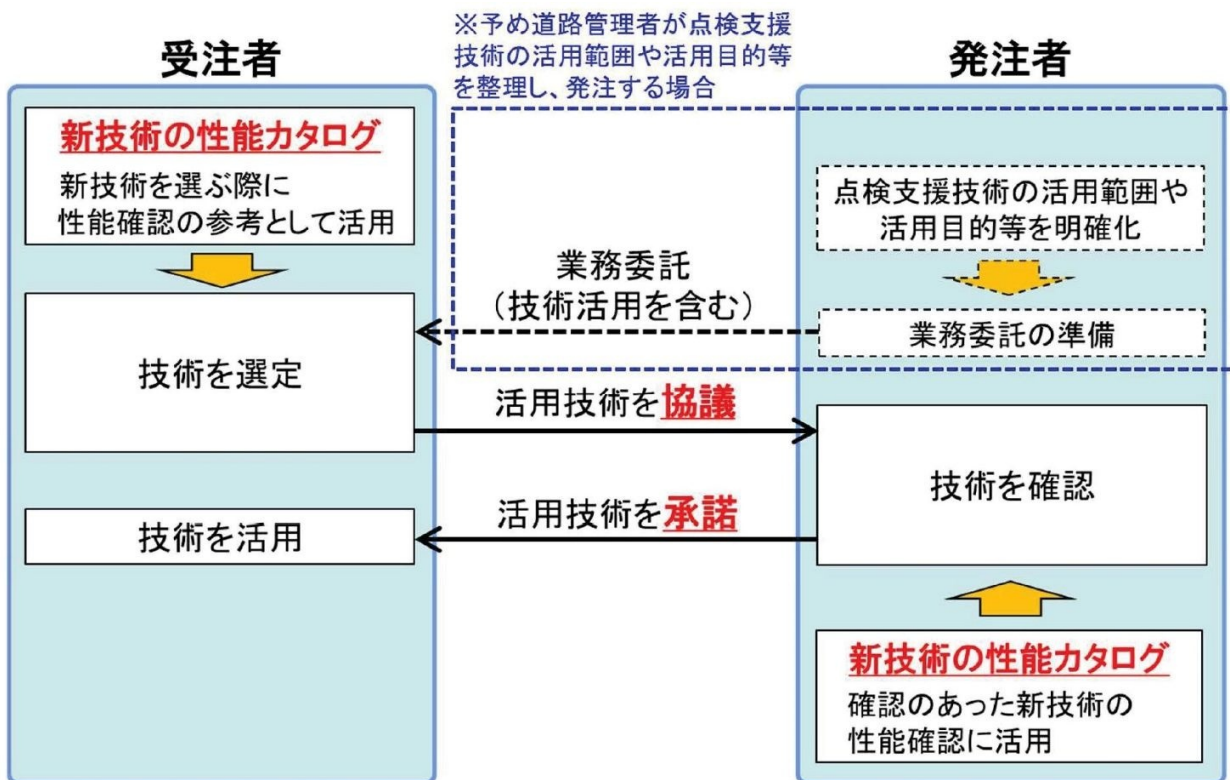 ※予め道路管理者が点検支援
技術の活用範囲や活用目的等
を整理し、発注する場合
受注者
発注者
新技術の性能カタログ
新技術を選ぶ際に
性能確認の参考として活用
点検支援技術の活用範囲や
活用目的等を明確化
業務委託
（技術活用を含む）
業務委託の準備
技術を選定
活用技術を協議
技術を確認
活用技術を承諾
技術を活用
新技術の性能カタログ
確認のあった新技術の
性能確認に活用